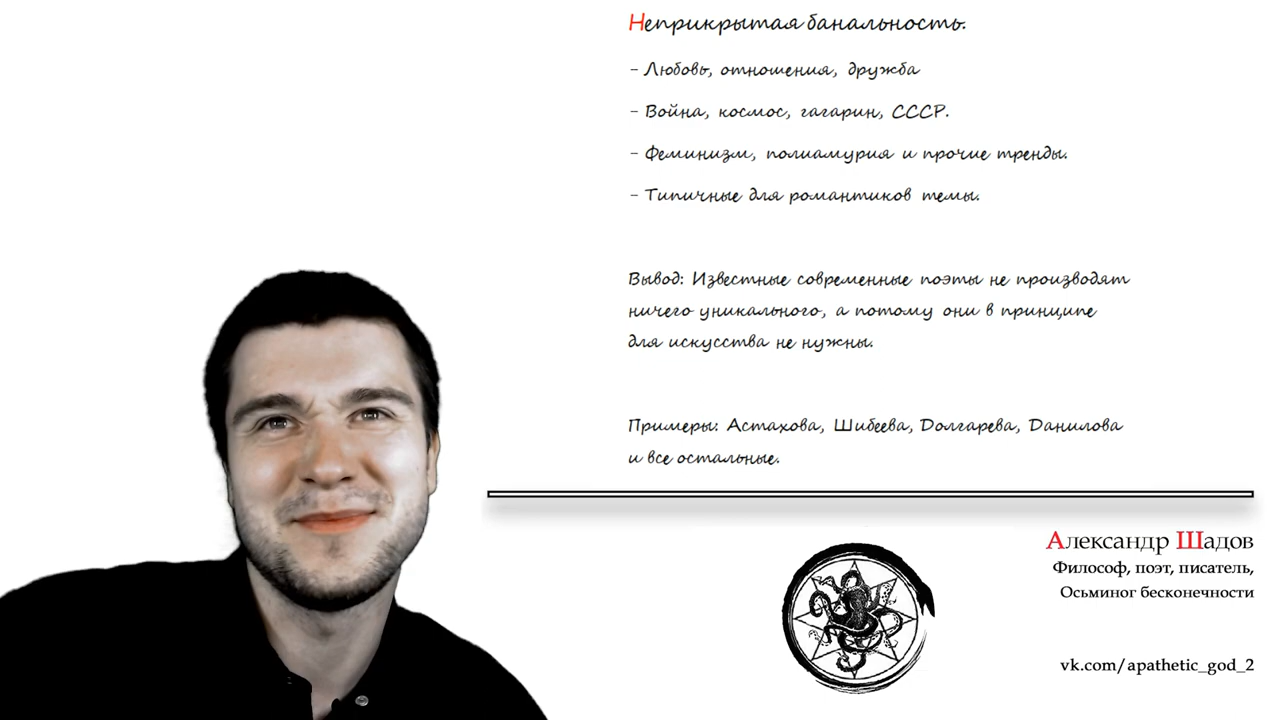 Неприкрытая банальность.
- Любовь, отношения, дружба
- Война, космос, гагарин, СССР.
- Феминизм, полиамурия и прочие тренды.
- Типичные для романтиков темы.
Вывод: Известные современные поэты не производят
ничего уникального, а потому они в принципе
для искусства не нужны.
Примеры: Астахова, Шибеева, Долгарева, Данилова
и все остальные.
Александр Шадов
Философ, поэт, писатель,
Осьминог бесконечности
vk.com/apathetic_god_2